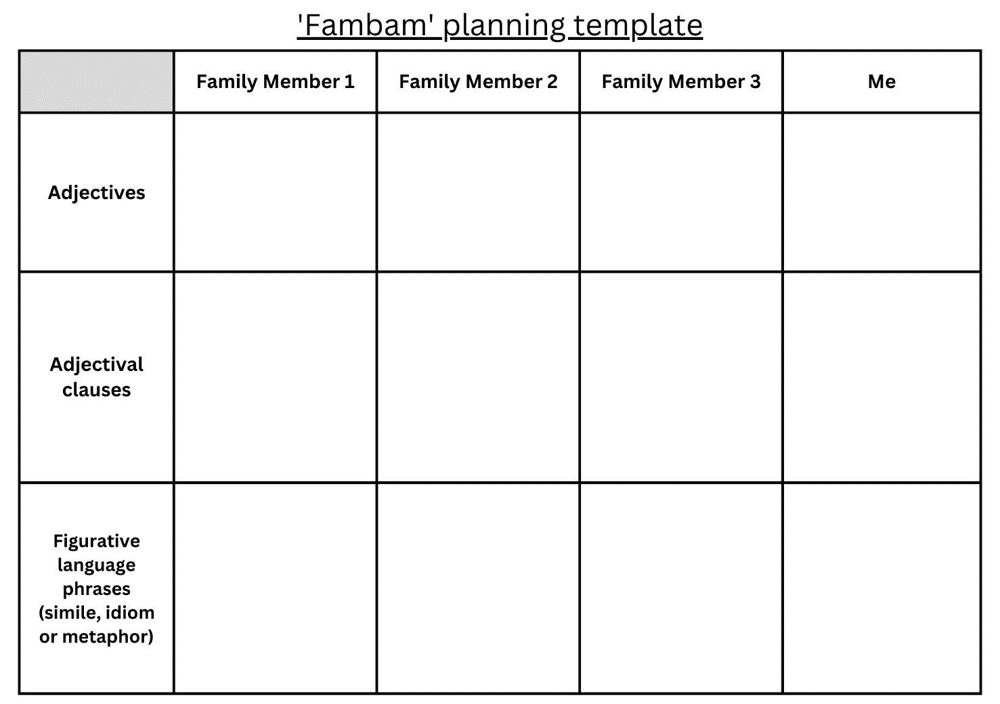 'Fambam' planning template
Family Member 1
Family Member 2
Family Member 3
Me
Adjectives
Adjectival
clauses
Figurative
language
phrases
(simile, idiom
or metaphor)